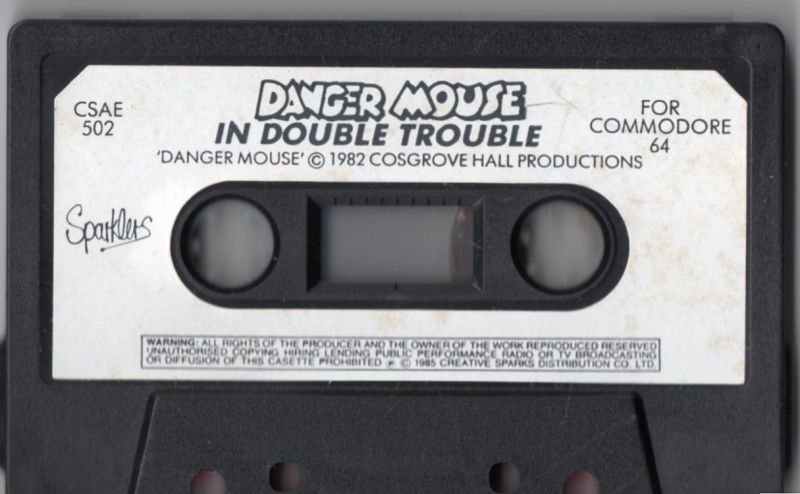 DANGER MOUSE
IN DOUBLE TROUBLE
'DANGER MOUSE' © 1982 COSGROVE HALL PRODUCTIONS
CSAE
502
FOR
COMMODORE
64
Sparklers
WARNING: ALL RIGHTS OF THE PRODUCER AND THE OWNER OF THE WORK REPRODUCED RESERVED
UNAUTHORISED COPYING HIRING LENDING PUBLIC PERFORMANCE RADIO OR TV BROADCASTING
OR DIFFUSION OF THIS CASETTE PROHIBITED ℗ © 1985 CREATIVE SPARKS DISTRIBUTION CO. LTD.